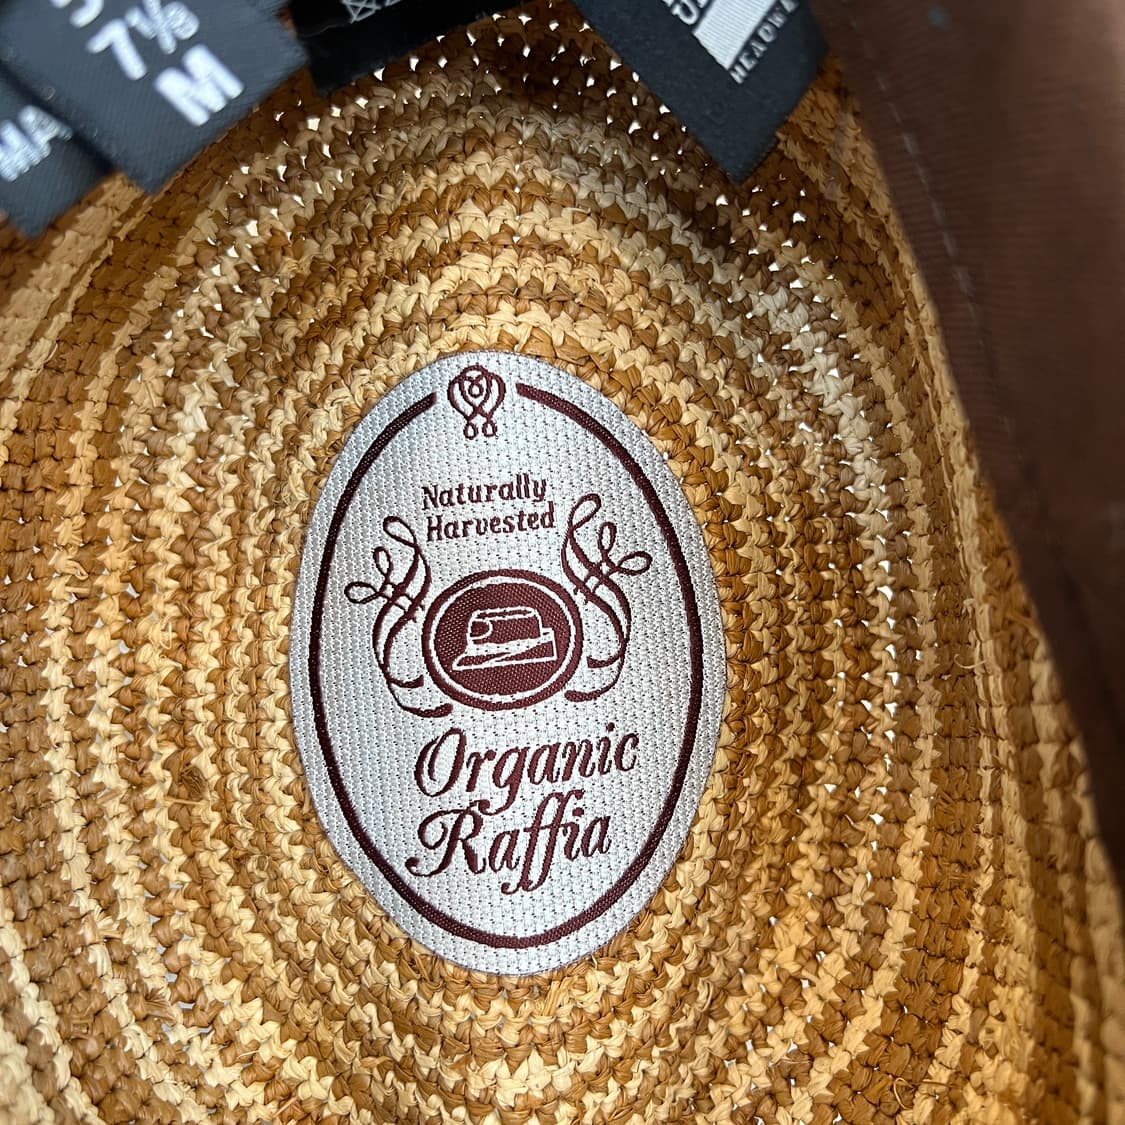 7⅛
M
Naturally
Harvested
Organic
Raffia